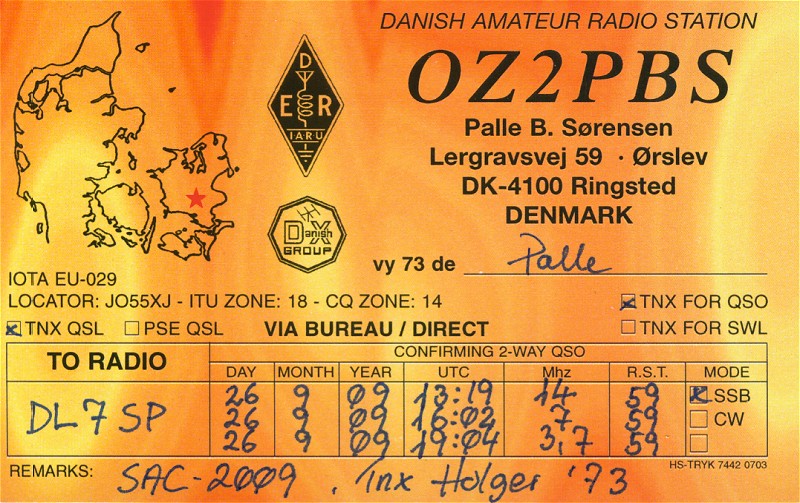 DANISH AMATEUR RADIO STATION
OZ2PBS
Palle B. Sørensen
Lergravsvej 59 · Ørslev
DK-4100 Ringsted
DENMARK
D
E R
IARU
Danish
DX
GROUP
vy 73 de Palle
IOTA EU-029
LOCATOR: JO55XJ - ITU ZONE: 18 - CQ ZONE: 14
TNX FOR QSO
TNX QSL PSE QSL VIA BUREAU / DIRECT
TNX FOR SWL
TO RADIO
CONFIRMING 2-WAY QSO
DAY MONTH YEAR UTC Mhz R.S.T. MODE
DL7SP
26 9 09 13:19 14 59 SSB
26 9 09 16:02 7 59 CW
26 9 09 19:04 3,7 59
HS-TRYK 7442 0703
REMARKS: SAC-2009, Tnx Holger '73